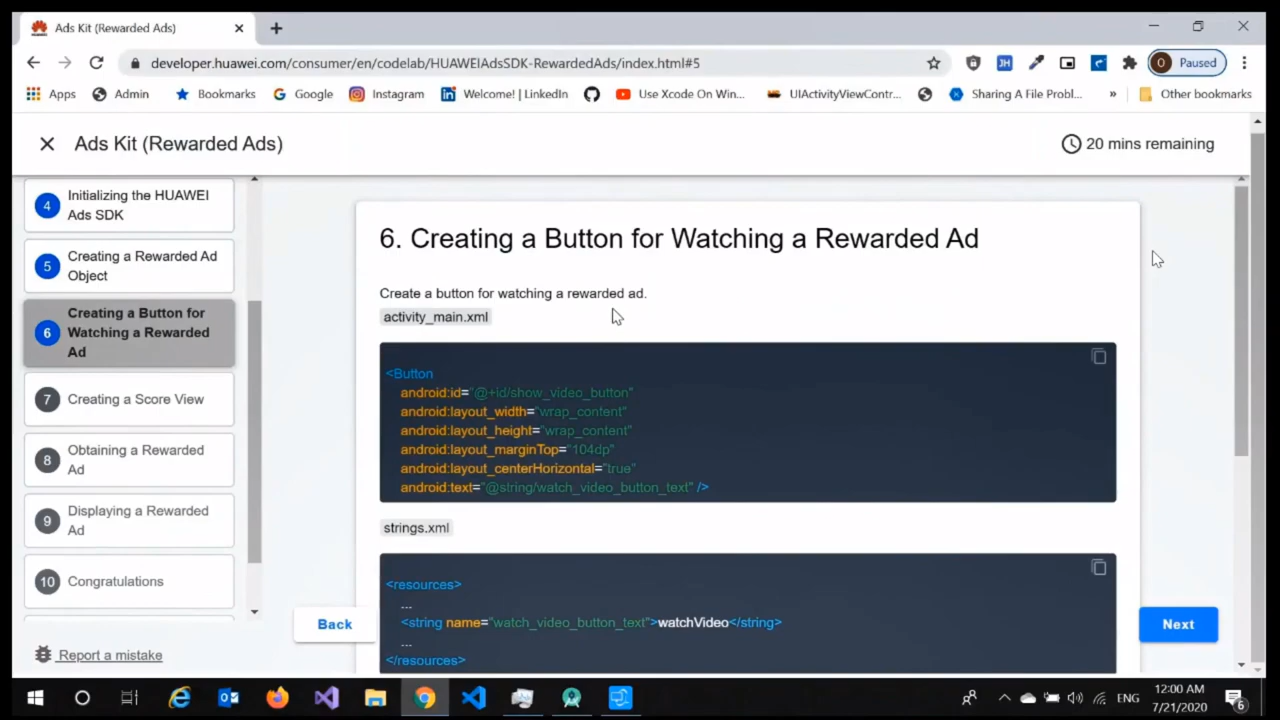 Ads Kit (Rewarded Ads)
developer.huawei.com/consumer/en/codelab/HUAWEIAdsSDK-RewardedAds/index.html#5
JH
O Paused
Apps Admin Bookmarks Google Instagram Welcome! | LinkedIn Use Xcode On Win... UIActivityViewContr... Sharing A File Probl... » Other bookmarks
Ads Kit (Rewarded Ads)
20 mins remaining
4 Initializing the HUAWEI
Ads SDK
5 Creating a Rewarded Ad
Object
6 Creating a Button for
Watching a Rewarded
Ad
7 Creating a Score View
8 Obtaining a Rewarded
Ad
9 Displaying a Rewarded
Ad
10 Congratulations
Report a mistake
6. Creating a Button for Watching a Rewarded Ad
Create a button for watching a rewarded ad.
activity_main.xml
<Button
android:id="@+id/show_video_button"
android:layout_width="wrap_content"
android:layout_height="wrap_content"
android:layout_marginTop="104dp"
android:layout_centerHorizontal="true"
android:text="@string/watch_video_button_text" />
strings.xml
<resources>
...
<string name="watch_video_button_text">watchVideo</string>
...
</resources>
Back
Next
ENG
12:00 AM
7/21/2020
6